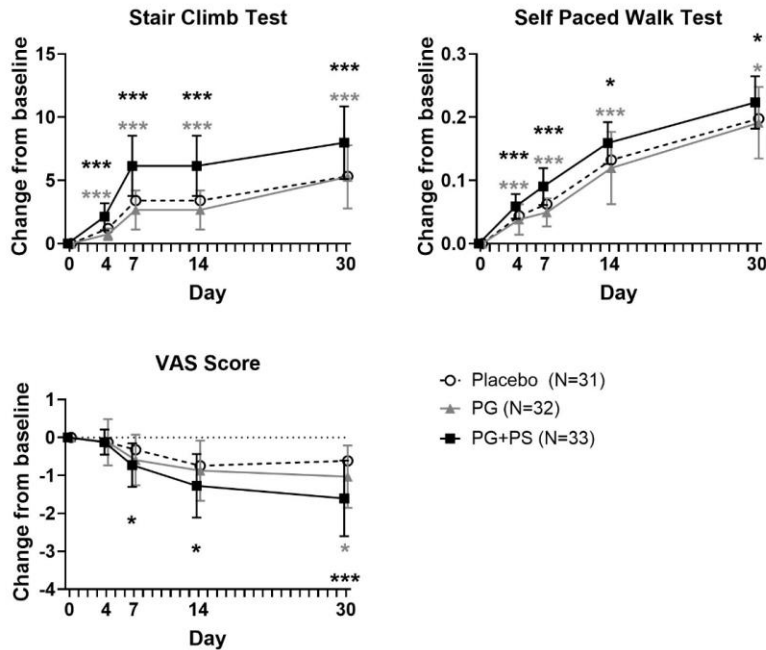 Stair Climb Test
Change from baseline
15
10
5
0
*** *** *** ***
*** *** ***
0 4 7 14 30
Day
Self Paced Walk Test
Change from baseline
0.3
0.2
0.1
0.0
*** *** * *
*** *** *** *
0 4 7 14 30
Day
VAS Score
Change from baseline
1
0
-1
-2
-3
-4
* * *
***
0 4 7 14 30
Day
Placebo (N=31)
PG (N=32)
PG+PS (N=33)